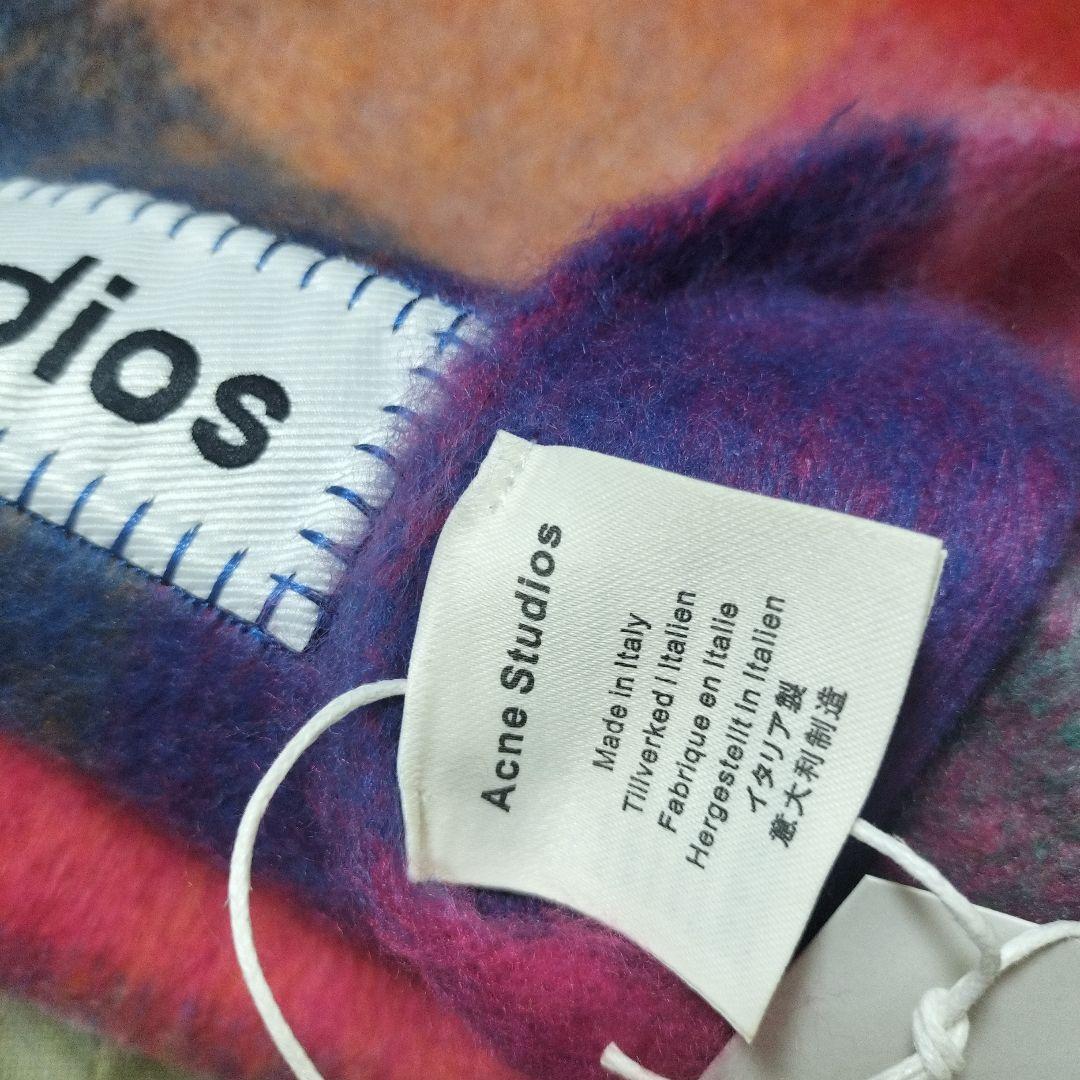 dios
Acne Studios
Made in Italy
Tillverked I Italien
Fabrique en Italie
Hergestellt in Italien
イタリア製
意大利制造